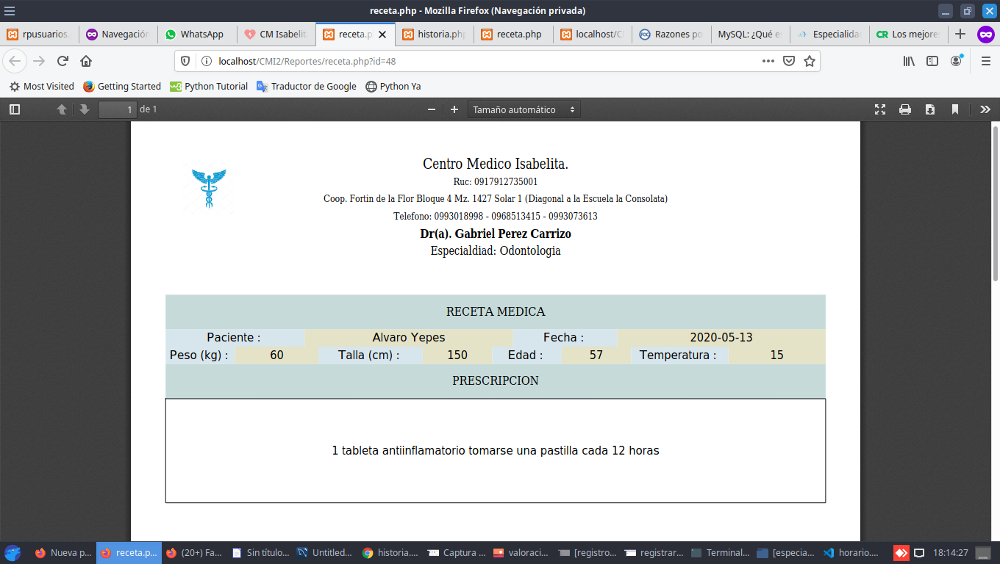 receta.php - Mozilla Firefox (Navegación privada)
rpusuarios. Navegación WhatsApp CM Isabelit receta.p historia.php receta.php localhost/C Razones po MySQL: ¿Qué e Especialida Los mejore
localhost/CMI2/Reportes/receta.php?id=48
Most Visited Getting Started Python Tutorial Traductor de Google Python Ya
1 de 1 Tamaño automático
Centro Medico Isabelita.
Ruc: 0917912735001
Coop. Fortin de la Flor Bloque 4 Mz. 1427 Solar 1 (Diagonal a la Escuela la Consolata)
Telefono: 0993018998 - 0968513415 - 0993073613
Dr(a). Gabriel Perez Carrizo
Especialdiad: Odontologia
RECETA MEDICA
Paciente : Alvaro Yepes Fecha : 2020-05-13
Peso (kg) : 60 Talla (cm) : 150 Edad : 57 Temperatura : 15
PRESCRIPCION
1 tableta antiinflamatorio tomarse una pastilla cada 12 horas
Nueva p... receta.p... (20+) Fa... Sin título... Untitled... historia.... Captura ... valoraci... [registro... registrar... Terminal... [especia... horario.... 18:14:27